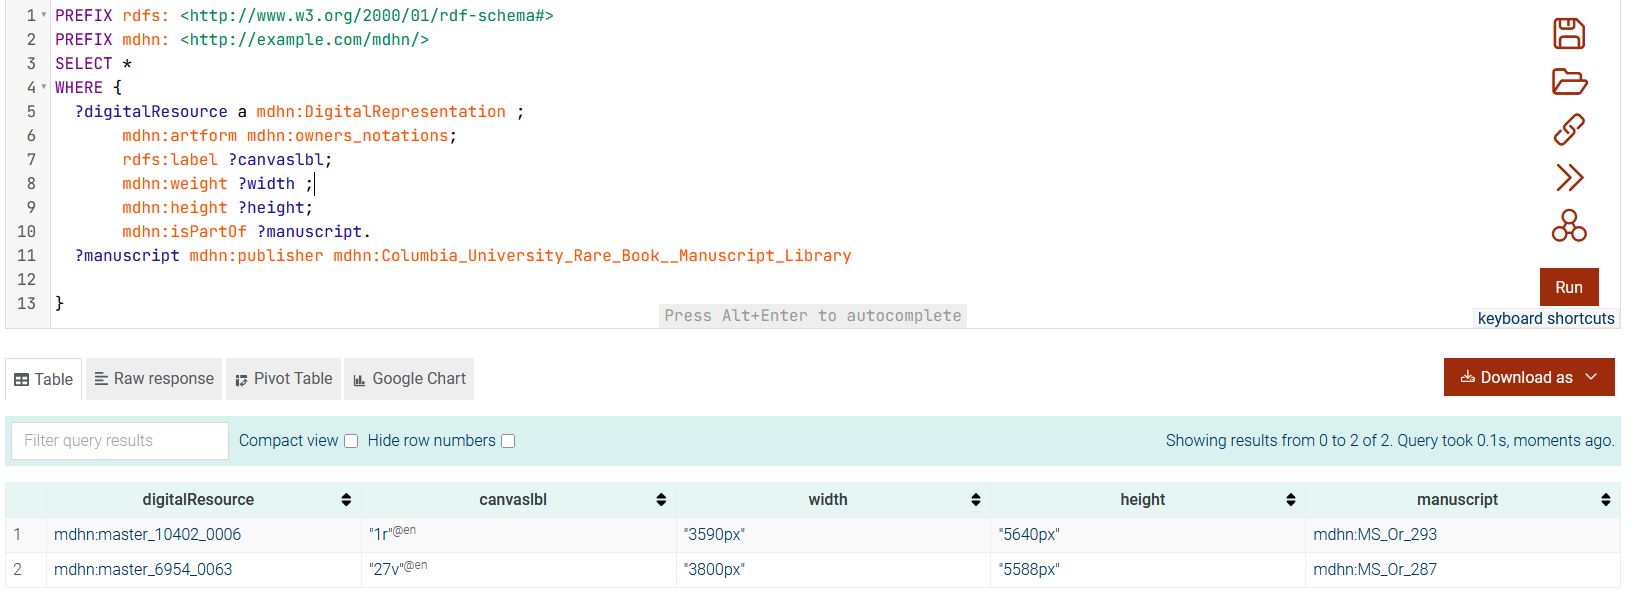 1 PREFIX rdfs: <http://www.w3.org/2000/01/rdf-schema#>
2 PREFIX mdhn: <http://example.com/mdhn/>
3 SELECT *
4 WHERE {
5 ?digitalResource a mdhn:DigitalRepresentation ;
6 mdhn:artform mdhn:owners_notations;
7 rdfs:label ?canvaslbl;
8 mdhn:weight ?width ;
9 mdhn:height ?height;
10 mdhn:isPartOf ?manuscript.
11 ?manuscript mdhn:publisher mdhn:Columbia_University_Rare_Book__Manuscript_Library
12
13 }
Run
Press Alt+Enter to autocomplete
keyboard shortcuts
Table Raw response Pivot Table Google Chart Download as
Filter query results Compact view Hide row numbers Showing results from 0 to 2 of 2. Query took 0.1s, moments ago.
digitalResource canvaslbl width height manuscript
1 mdhn:master_10402_0006 "1r"@en "3590px" "5640px" mdhn:MS_Or_293
2 mdhn:master_6954_0063 "27v"@en "3800px" "5588px" mdhn:MS_Or_287